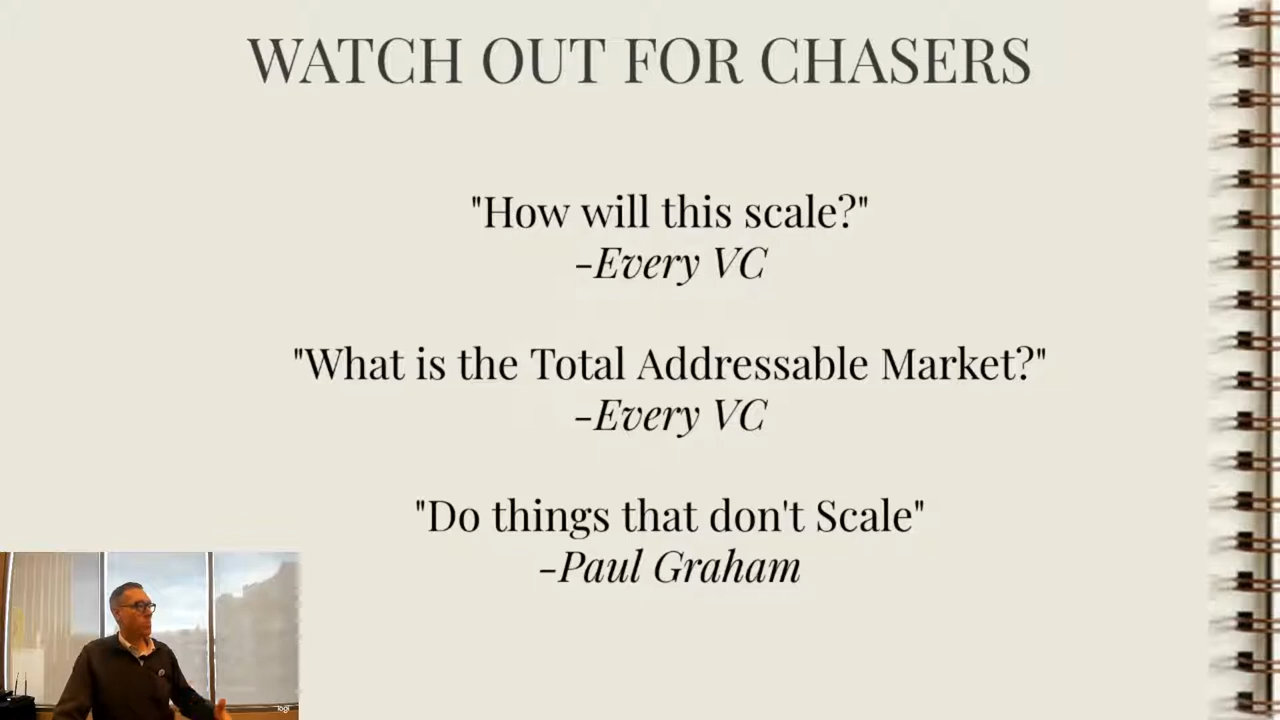 WATCH OUT FOR CHASERS
"How will this scale?"
-Every VC
"What is the Total Addressable Market?"
-Every VC
"Do things that don't Scale"
-Paul Graham
logi